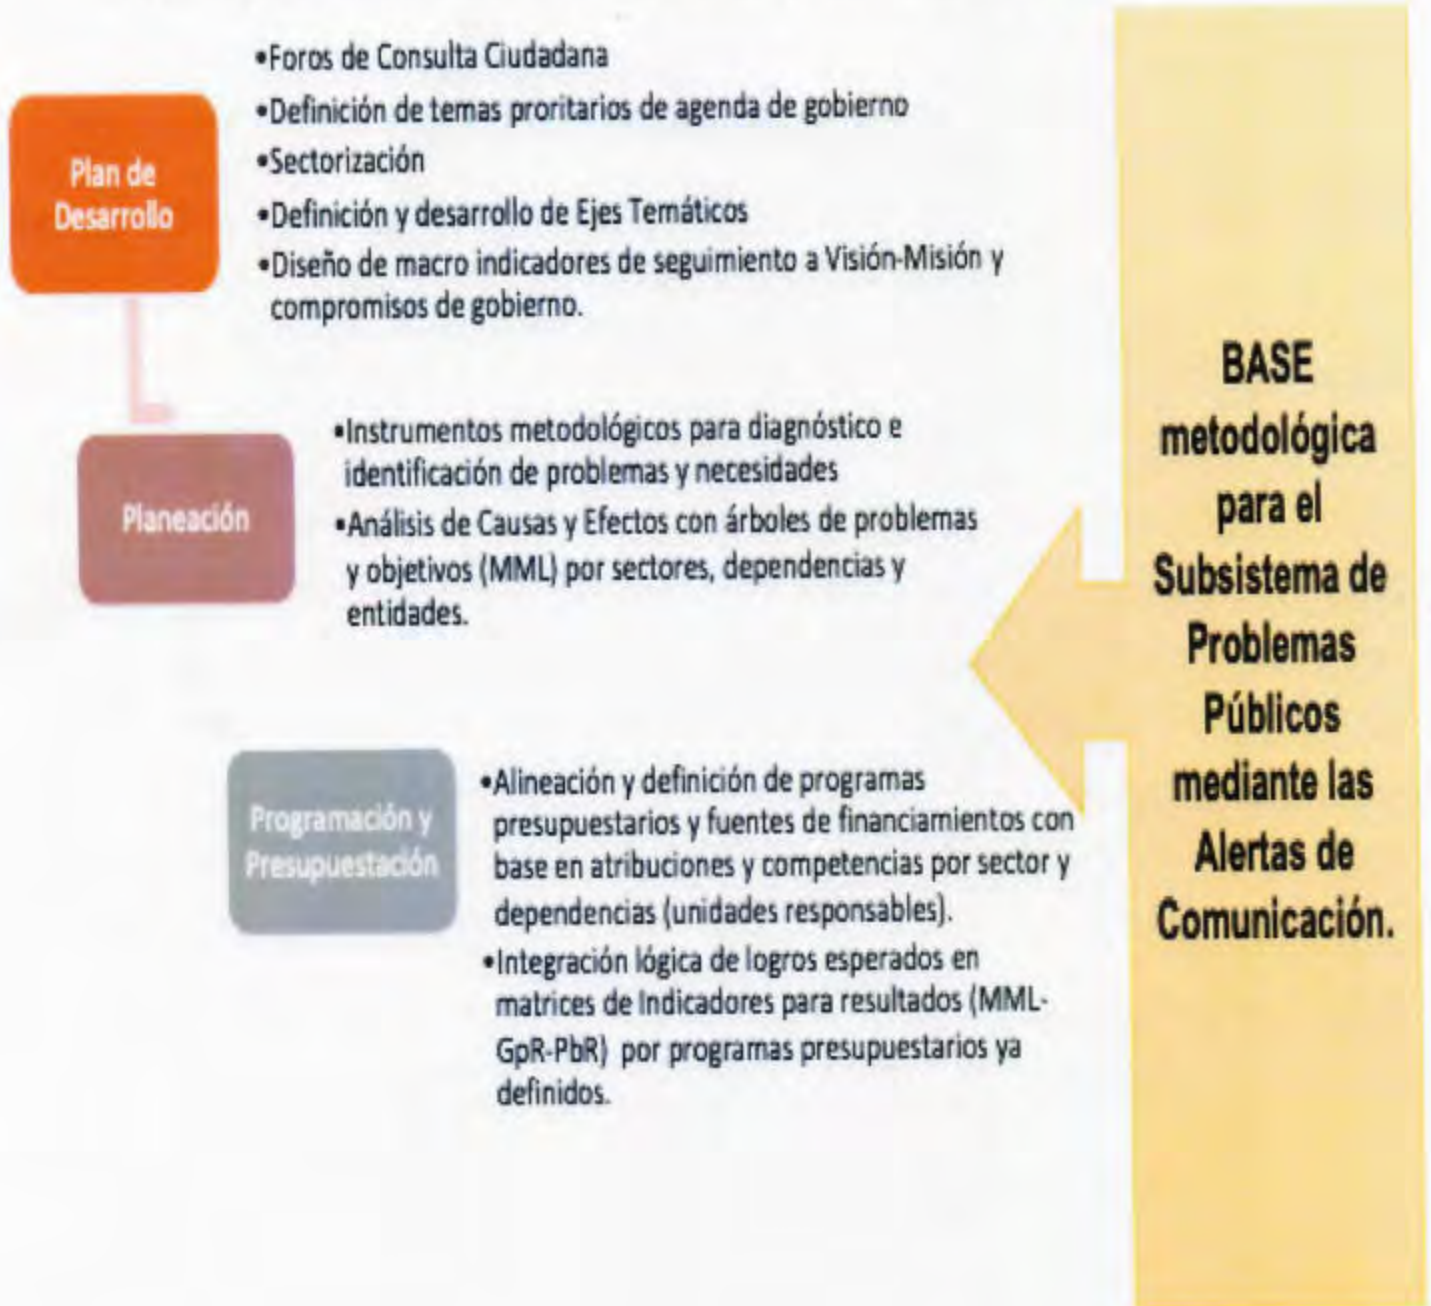 Plan de
Desarrollo
•Foros de Consulta Ciudadana
•Definición de temas proritarios de agenda de gobierno
•Sectorización
•Definición y desarrollo de Ejes Temáticos
•Diseño de macro indicadores de seguimiento a Visión-Misión y
compromisos de gobierno.
Planeación
•Instrumentos metodológicos para diagnóstico e
identificación de problemas y necesidades
•Análisis de Causas y Efectos con árboles de problemas
y objetivos (MML) por sectores, dependencias y
entidades.
Programación y
Presupuestación
•Alineación y definición de programas
presupuestarios y fuentes de financiamientos con
base en atribuciones y competencias por sector y
dependencias (unidades responsables).
•Integración lógica de logros esperados en
matrices de Indicadores para resultados (MML-
GpR-PbR) por programas presupuestarios ya
definidos.
BASE
metodológica
para el
Subsistema de
Problemas
Públicos
mediante las
Alertas de
Comunicación.